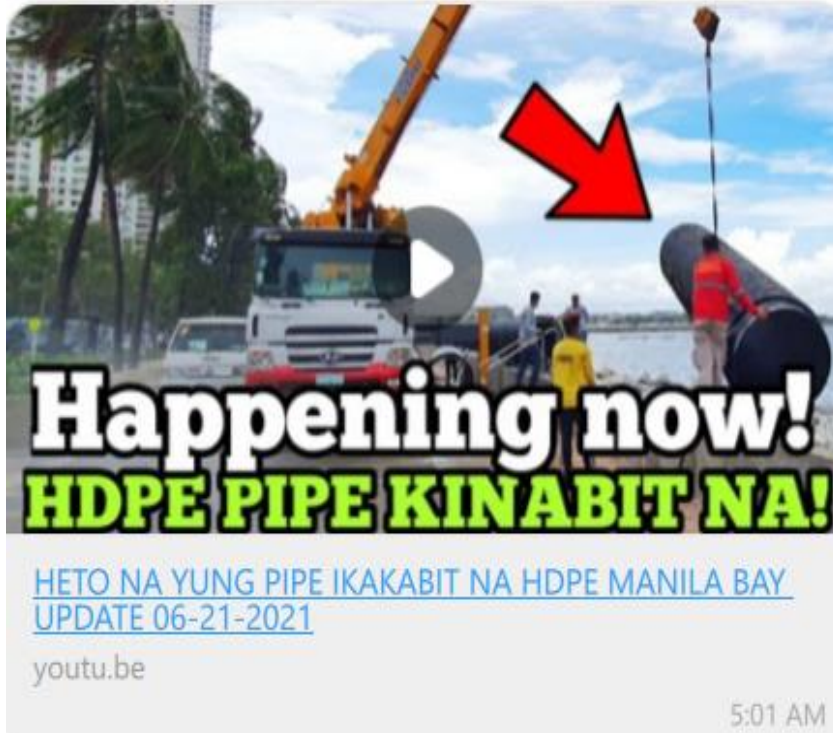 Happening now!
HDPE PIPE KINABIT NA!
HETO NA YUNG PIPE IKAKABIT NA HDPE MANILA BAY
UPDATE 06-21-2021
youtu.be
5:01 AM